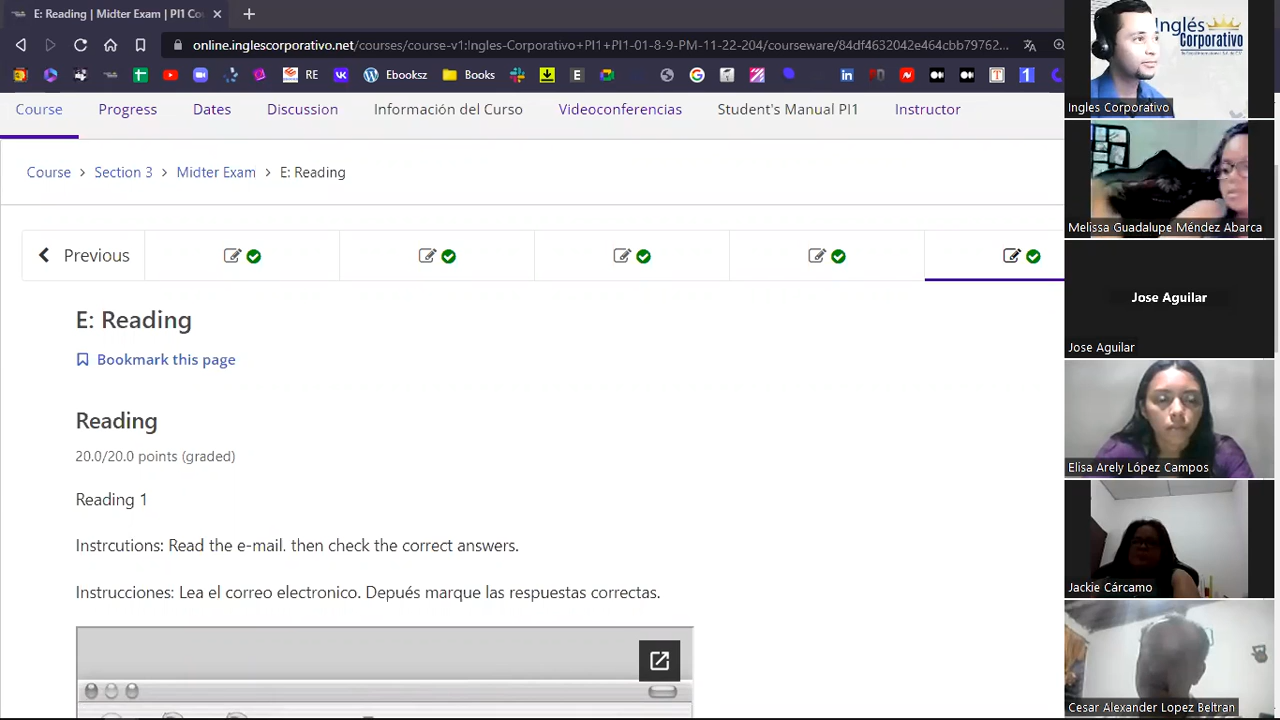 E: Reading | Midter Exam | PI1 Co
online.inglescorporativo.net/courses/course-v1:Ingles-Corporativo+PI1+PI1-01-8-9-PM-11-22-204/courseware/84df46320428464cbb79762...
RE
Books
Course
Progress
Dates
Discussion
Información del Curso
Videoconferencias
Student's Manual PI1
Instructor
Course > Section 3 > Midter Exam > E: Reading
Previous
E: Reading
Bookmark this page
Reading
20.0/20.0 points (graded)
Reading 1
Instrcutions: Read the e-mail. then check the correct answers.
Instrucciones: Lea el correo electronico. Después marque las respuestas correctas.
Inglés
Corporativo
Ingles Corporativo
Melissa Guadalupe Méndez Abarca
Jose Aguilar
Jose Aguilar
Elisa Arely López Campos
Jackie Cárcamo
Cesar Alexander Lopez Beltran